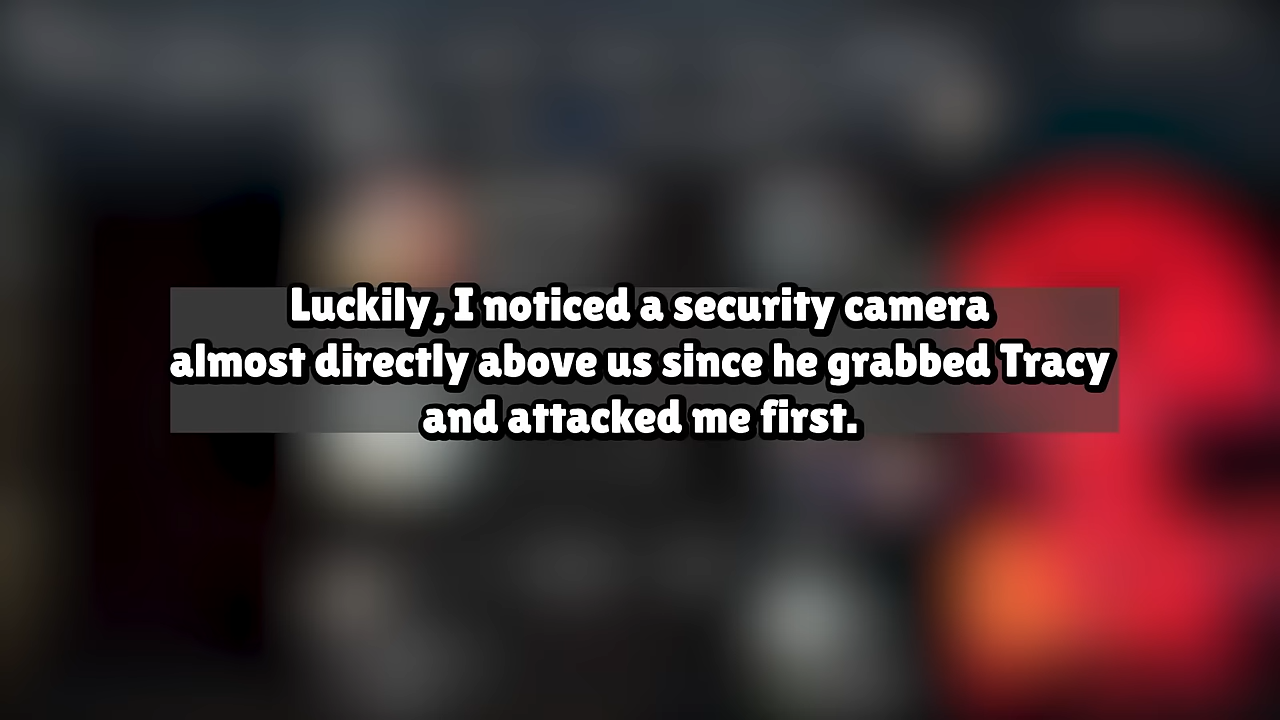 Luckily, I noticed a security camera
almost directly above us since he grabbed Tracy
and attacked me first.